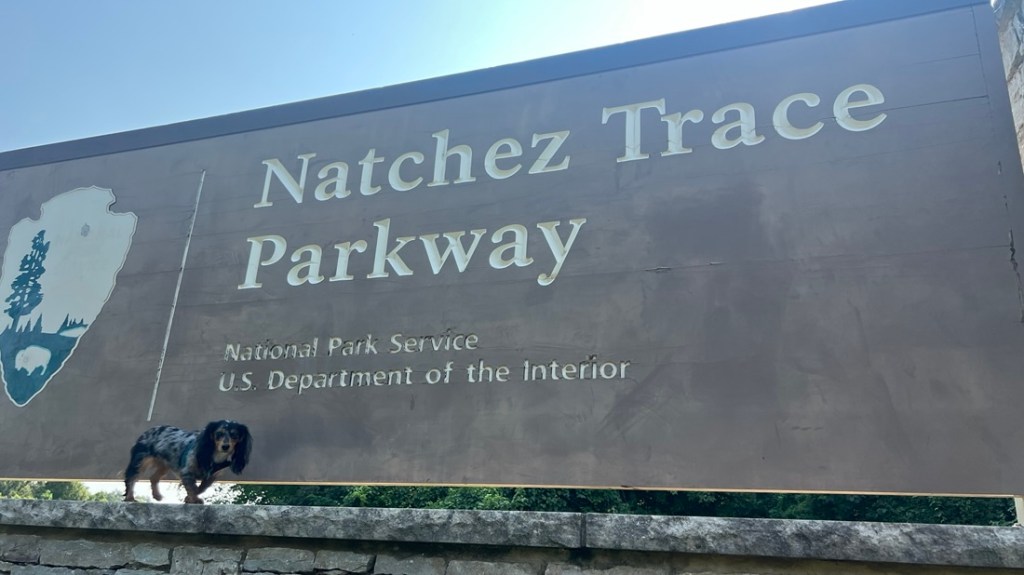 Natchez Trace
Parkway
National Park Service
U.S. Department of the Interior